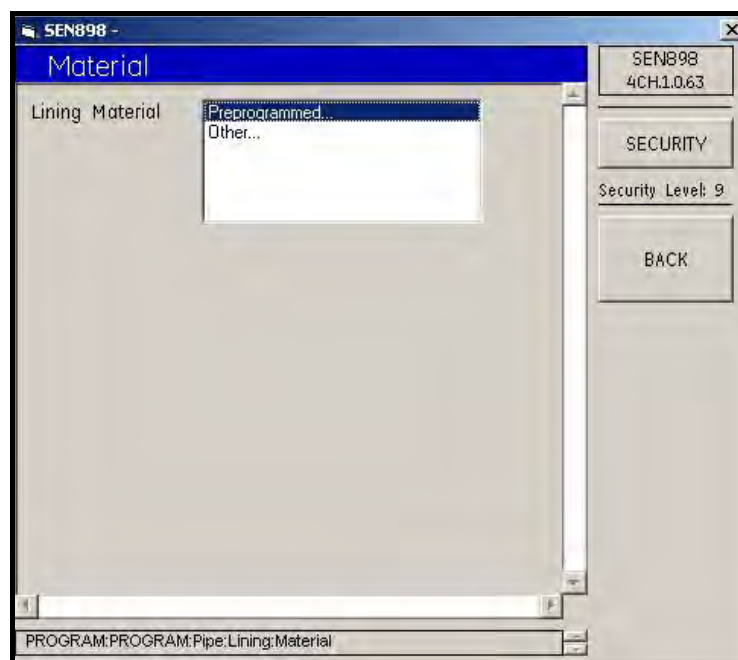 SEN898 -
Material
Lining Material
Preprogrammed...
Other...
SEN898
4CH.1.0.63
SECURITY
Security Level: 9
BACK
PROGRAM:PROGRAM:Pipe:Lining:Material